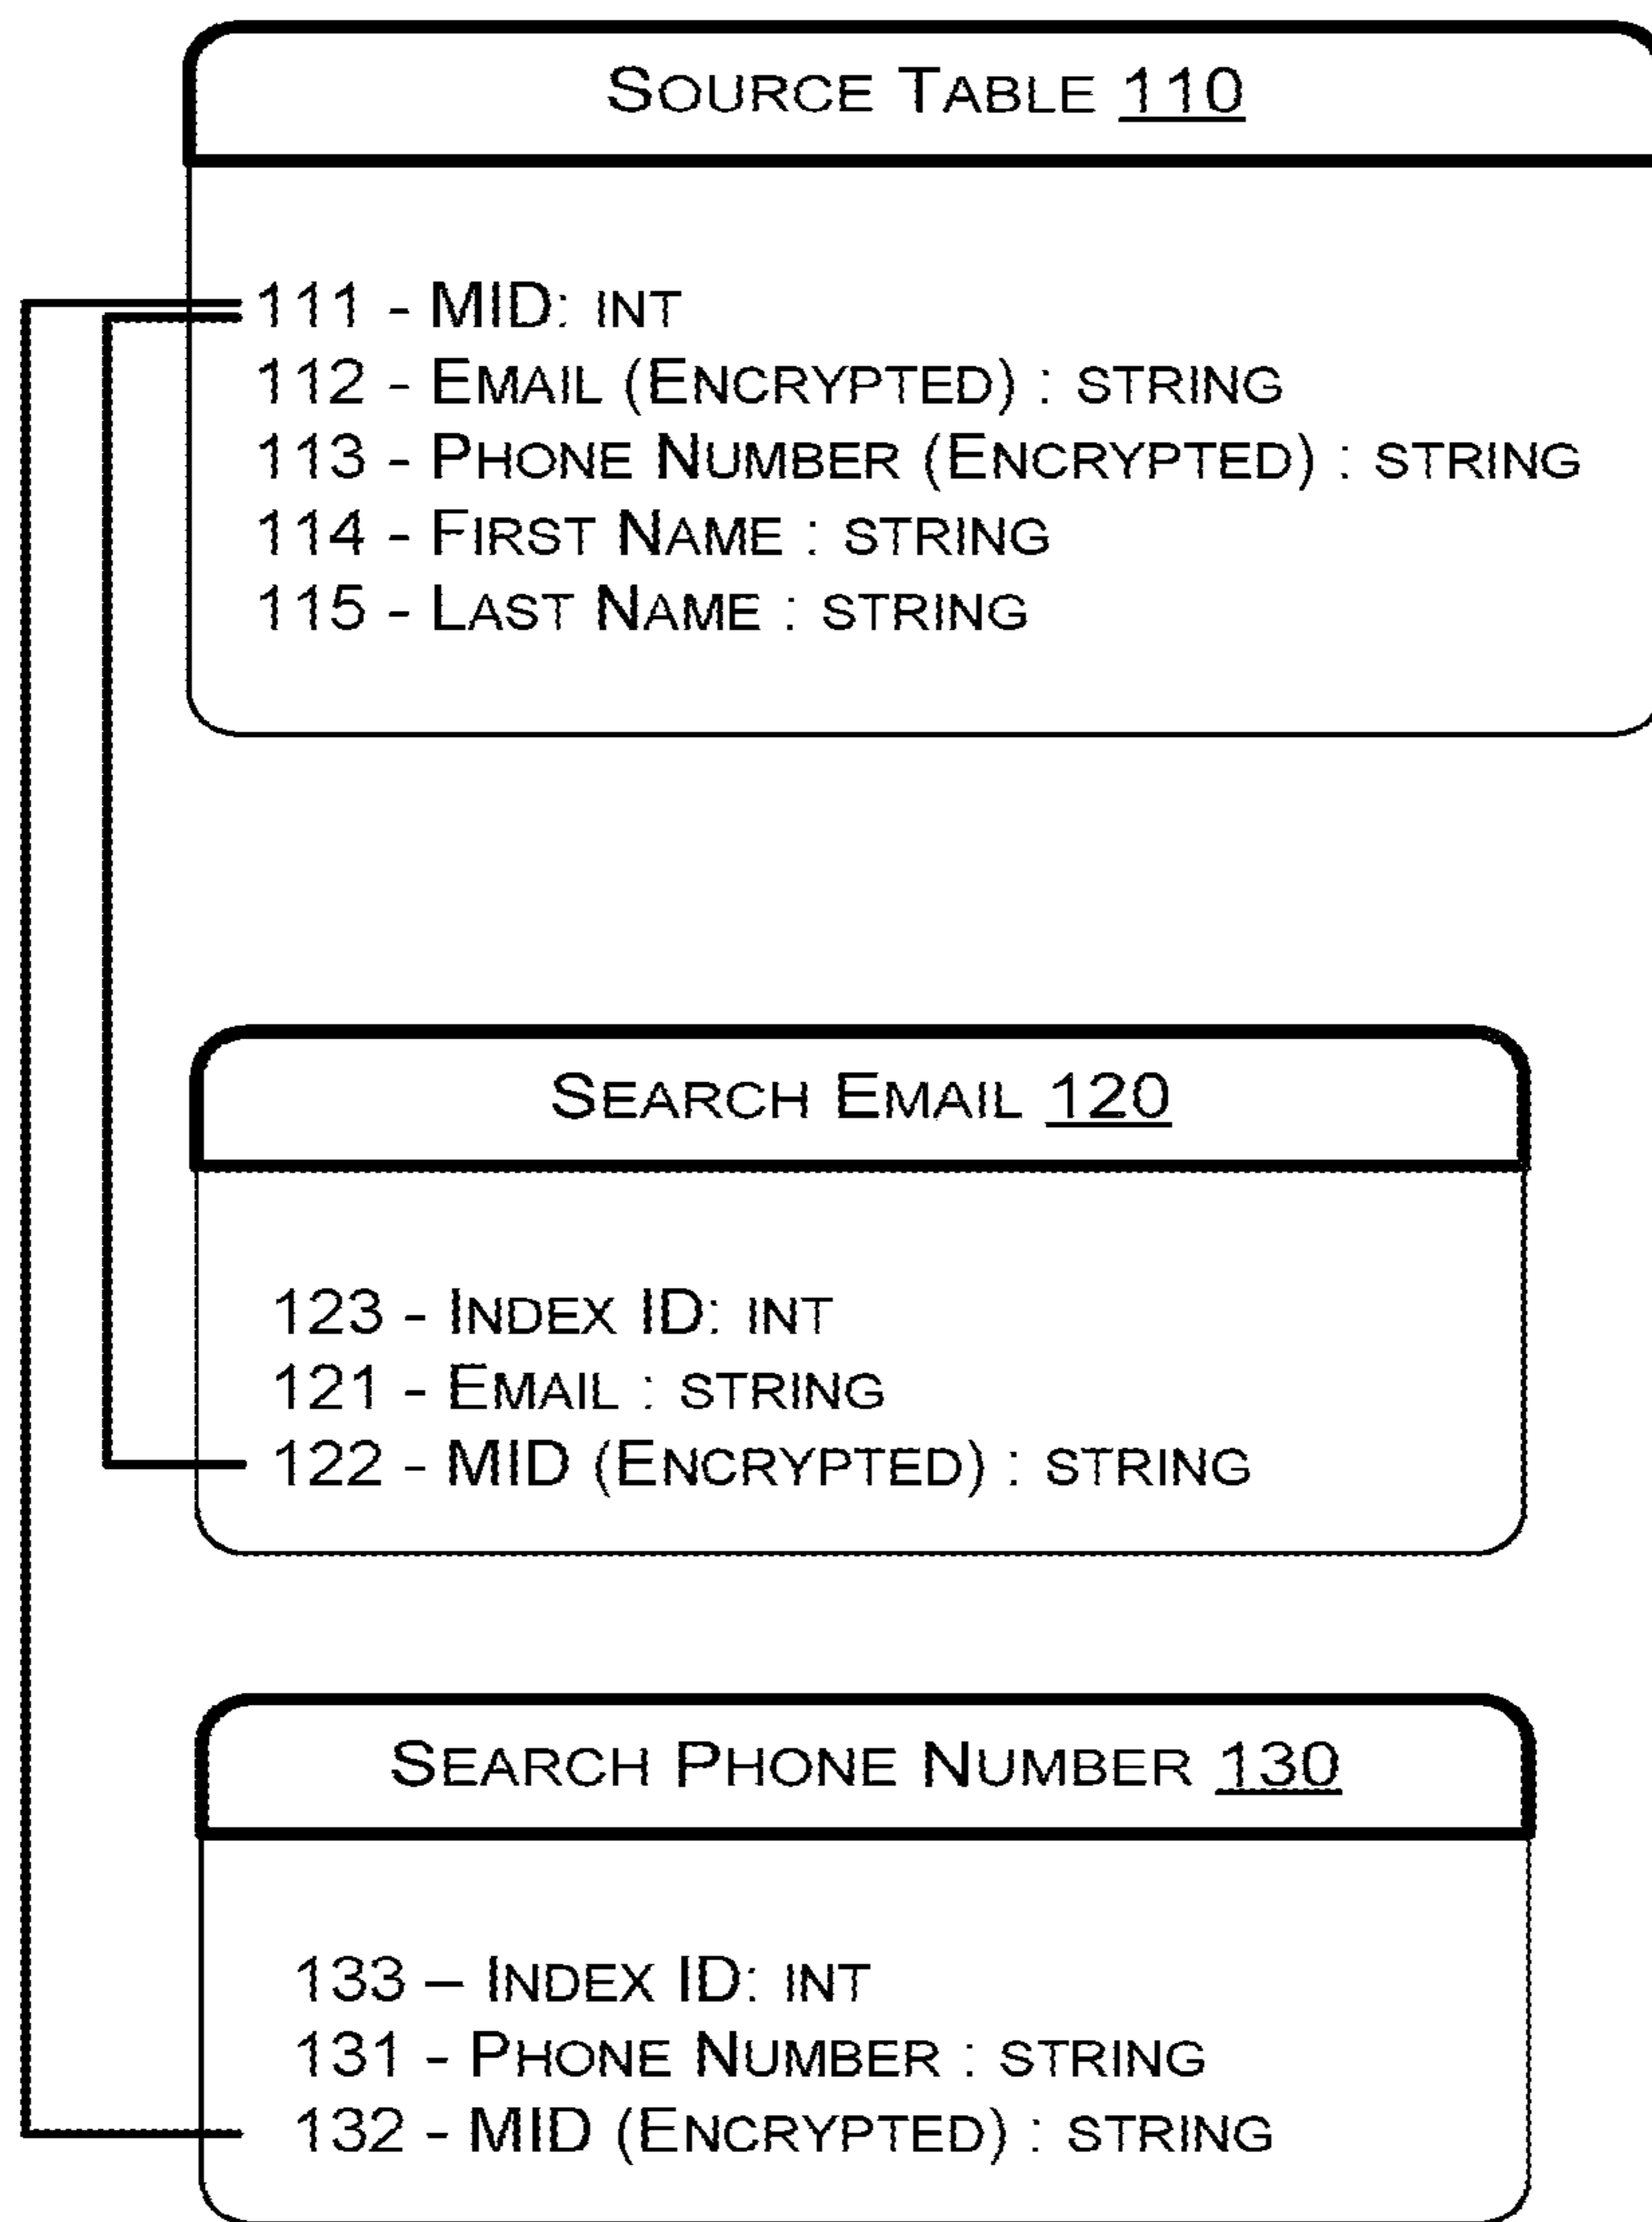 SOURCE TABLE 110
111 - MID: INT
112 - EMAIL (ENCRYPTED) : STRING
113 - PHONE NUMBER (ENCRYPTED) : STRING
114 - FIRST NAME : STRING
115 - LAST NAME : STRING
SEARCH EMAIL 120
123 - INDEX ID: INT
121 - EMAIL : STRING
122 - MID (ENCRYPTED) : STRING
SEARCH PHONE NUMBER 130
133 – INDEX ID: INT
131 - PHONE NUMBER : STRING
132 - MID (ENCRYPTED) : STRING